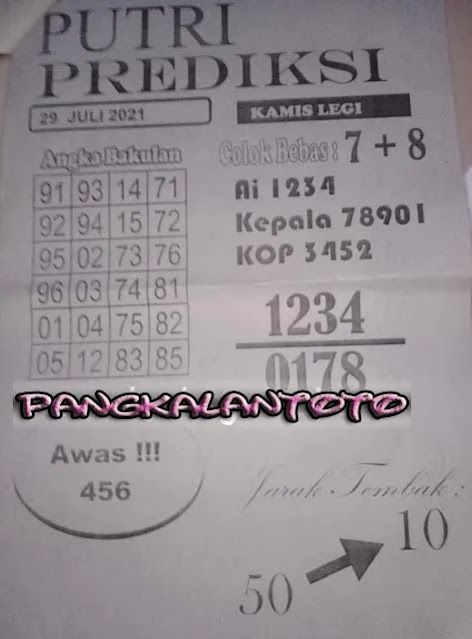 PUTRI
PREDIKSI
29 JULI 2021
KAMIS LEGI
Angka Bakulan
91 93 14 71
92 94 15 72
95 02 73 76
96 03 74 81
01 04 75 82
05 12 83 85
Colok Bebas : 7 + 8
Ai 1234
Kepala 78901
KOP 3452
1234
0178
PANGKALANTOTO
Awas !!!
456
Jarak Tembak :
10
50